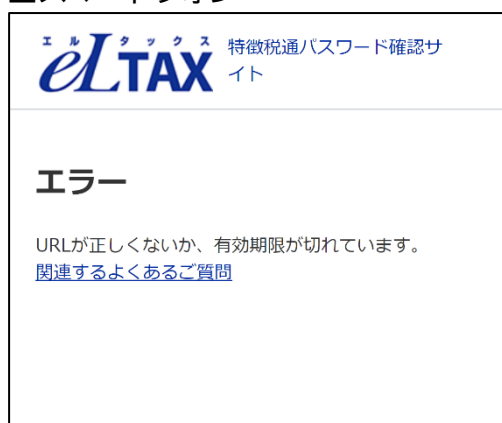 エルタックス
eLTAX
特徴税通パスワード確認サ
イト
エラー
URLが正しくないか、有効期限が切れています。
関連するよくあるご質問